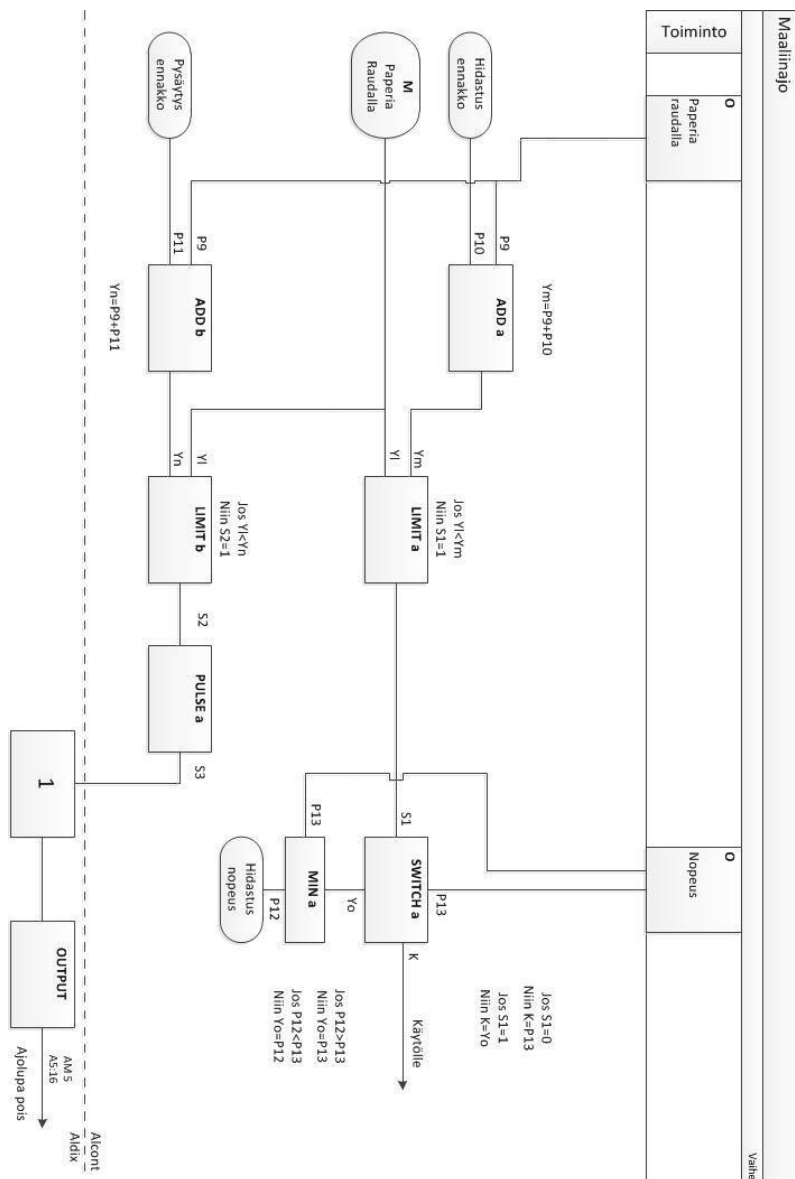 Maaliinajo
Vaihe
Toiminto
O
Paperia
raudalla
O
Nopeus
Ym=P9+P10
Jos S1=0
Niin K=P13
Jos S1=1
Niin K=Yo
Hidastus
ennakko
P9
P10
ADD a
Jos Yl<Ym
Niin S1=1
P13
M
Paperia
Raudalla
Ym
Yl
LIMIT a
S1
SWITCH a
K
Käytölle
Yo
Jos P12>P13
Niin Yo=P13
Jos P12<P13
Niin Yo=P12
P13
MIN a
P12
Hidastus
nopeus
Jos Yl<Yn
Niin S2=1
Pysäytys
ennakko
P9
P11
ADD b
Yl
Yn
LIMIT b
S2
PULSE a
S3
Yn=P9+P11
Alcont
Aldix
1
OUTPUT
AM 5
A5:16
Ajolupa pois